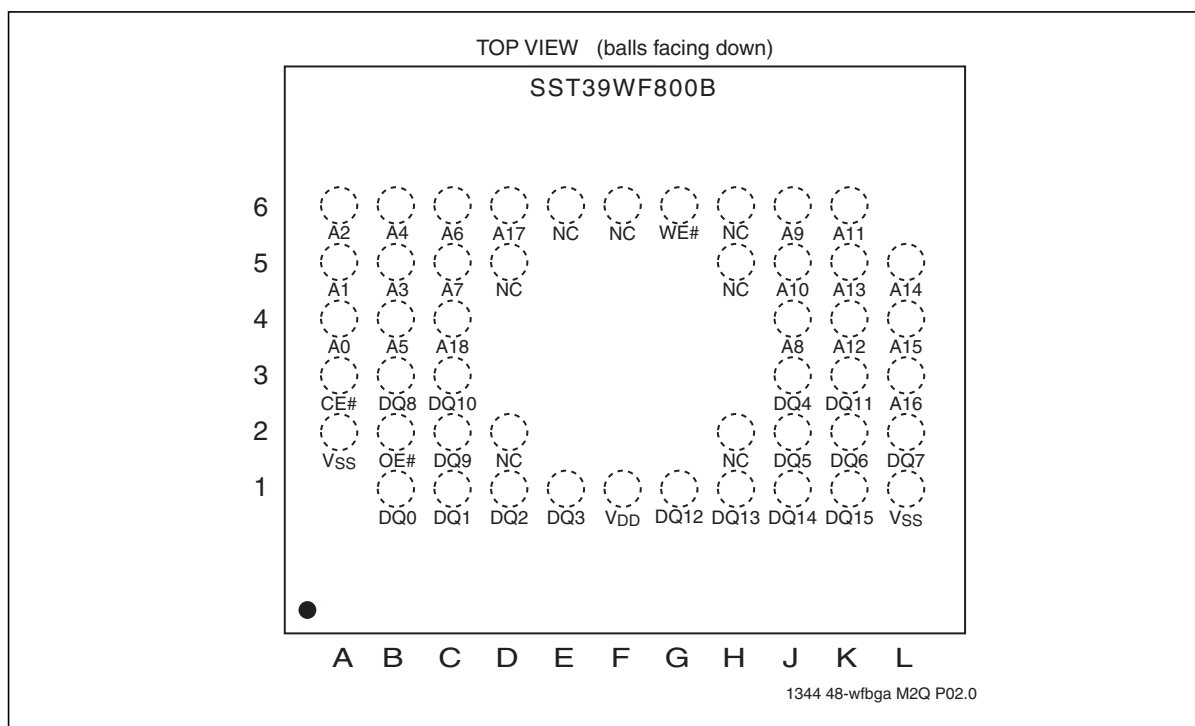 TOP VIEW (balls facing down)
SST39WF800B
6
A2 A4 A6 A17 NC NC WE# NC A9 A11
5
A1 A3 A7 NC NC A10 A13 A14
4
A0 A5 A18 A8 A12 A15
3
CE# DQ8 DQ10 DQ4 DQ11 A16
2
VSS OE# DQ9 NC NC DQ5 DQ6 DQ7
1
DQ0 DQ1 DQ2 DQ3 VDD DQ12 DQ13 DQ14 DQ15 VSS
A B C D E F G H J K L
1344 48-wfbga M2Q P02.0